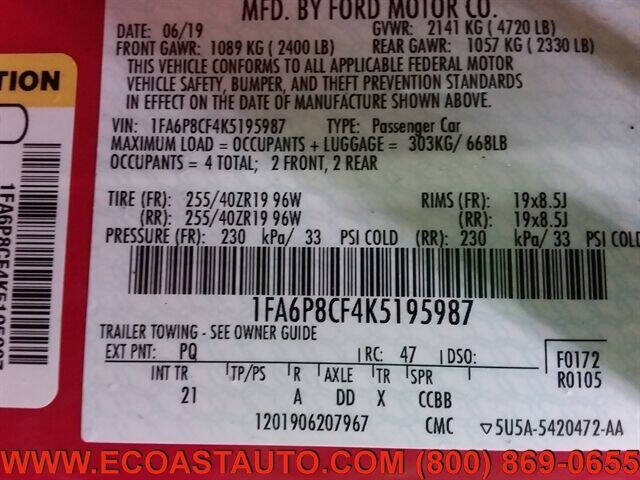 MFD. BY FORD MOTOR CO.
DATE: 06/19 GVWR: 2141 KG ( 4720 LB)
FRONT GAWR: 1089 KG ( 2400 LB) REAR GAWR: 1057 KG ( 2330 LB)
THIS VEHICLE CONFORMS TO ALL APPLICABLE FEDERAL MOTOR
VEHICLE SAFETY, BUMPER, AND THEFT PREVENTION STANDARDS
IN EFFECT ON THE DATE OF MANUFACTURE SHOWN ABOVE.
VIN: 1FA6P8CF4K5195987 TYPE: Passenger Car
MAXIMUM LOAD = OCCUPANTS + LUGGAGE = 303KG/ 668LB
OCCUPANTS = 4 TOTAL; 2 FRONT, 2 REAR
TIRE (FR): 255/40ZR19 96W RIMS (FR): 19x8.5J
(RR): 255/40ZR19 96W (RR): 19x8.5J
PRESSURE (FR): 230 kPa/ 33 PSI COLD (RR): 230 kPa/ 33 PSI COLD
1FA6P8CF4K5195987
TRAILER TOWING - SEE OWNER GUIDE
EXT PNT: PQ RC: 47 DSO: F0172
INT TR TP/PS R AXLE TR SPR R0105
21 A DD X CCBB
1201906207967 CMC ▽5U5A-5420472-AA
TION
1FA6P8CF4K5195987
WWW.ECOASTAUTO.COM (800) 869-0655